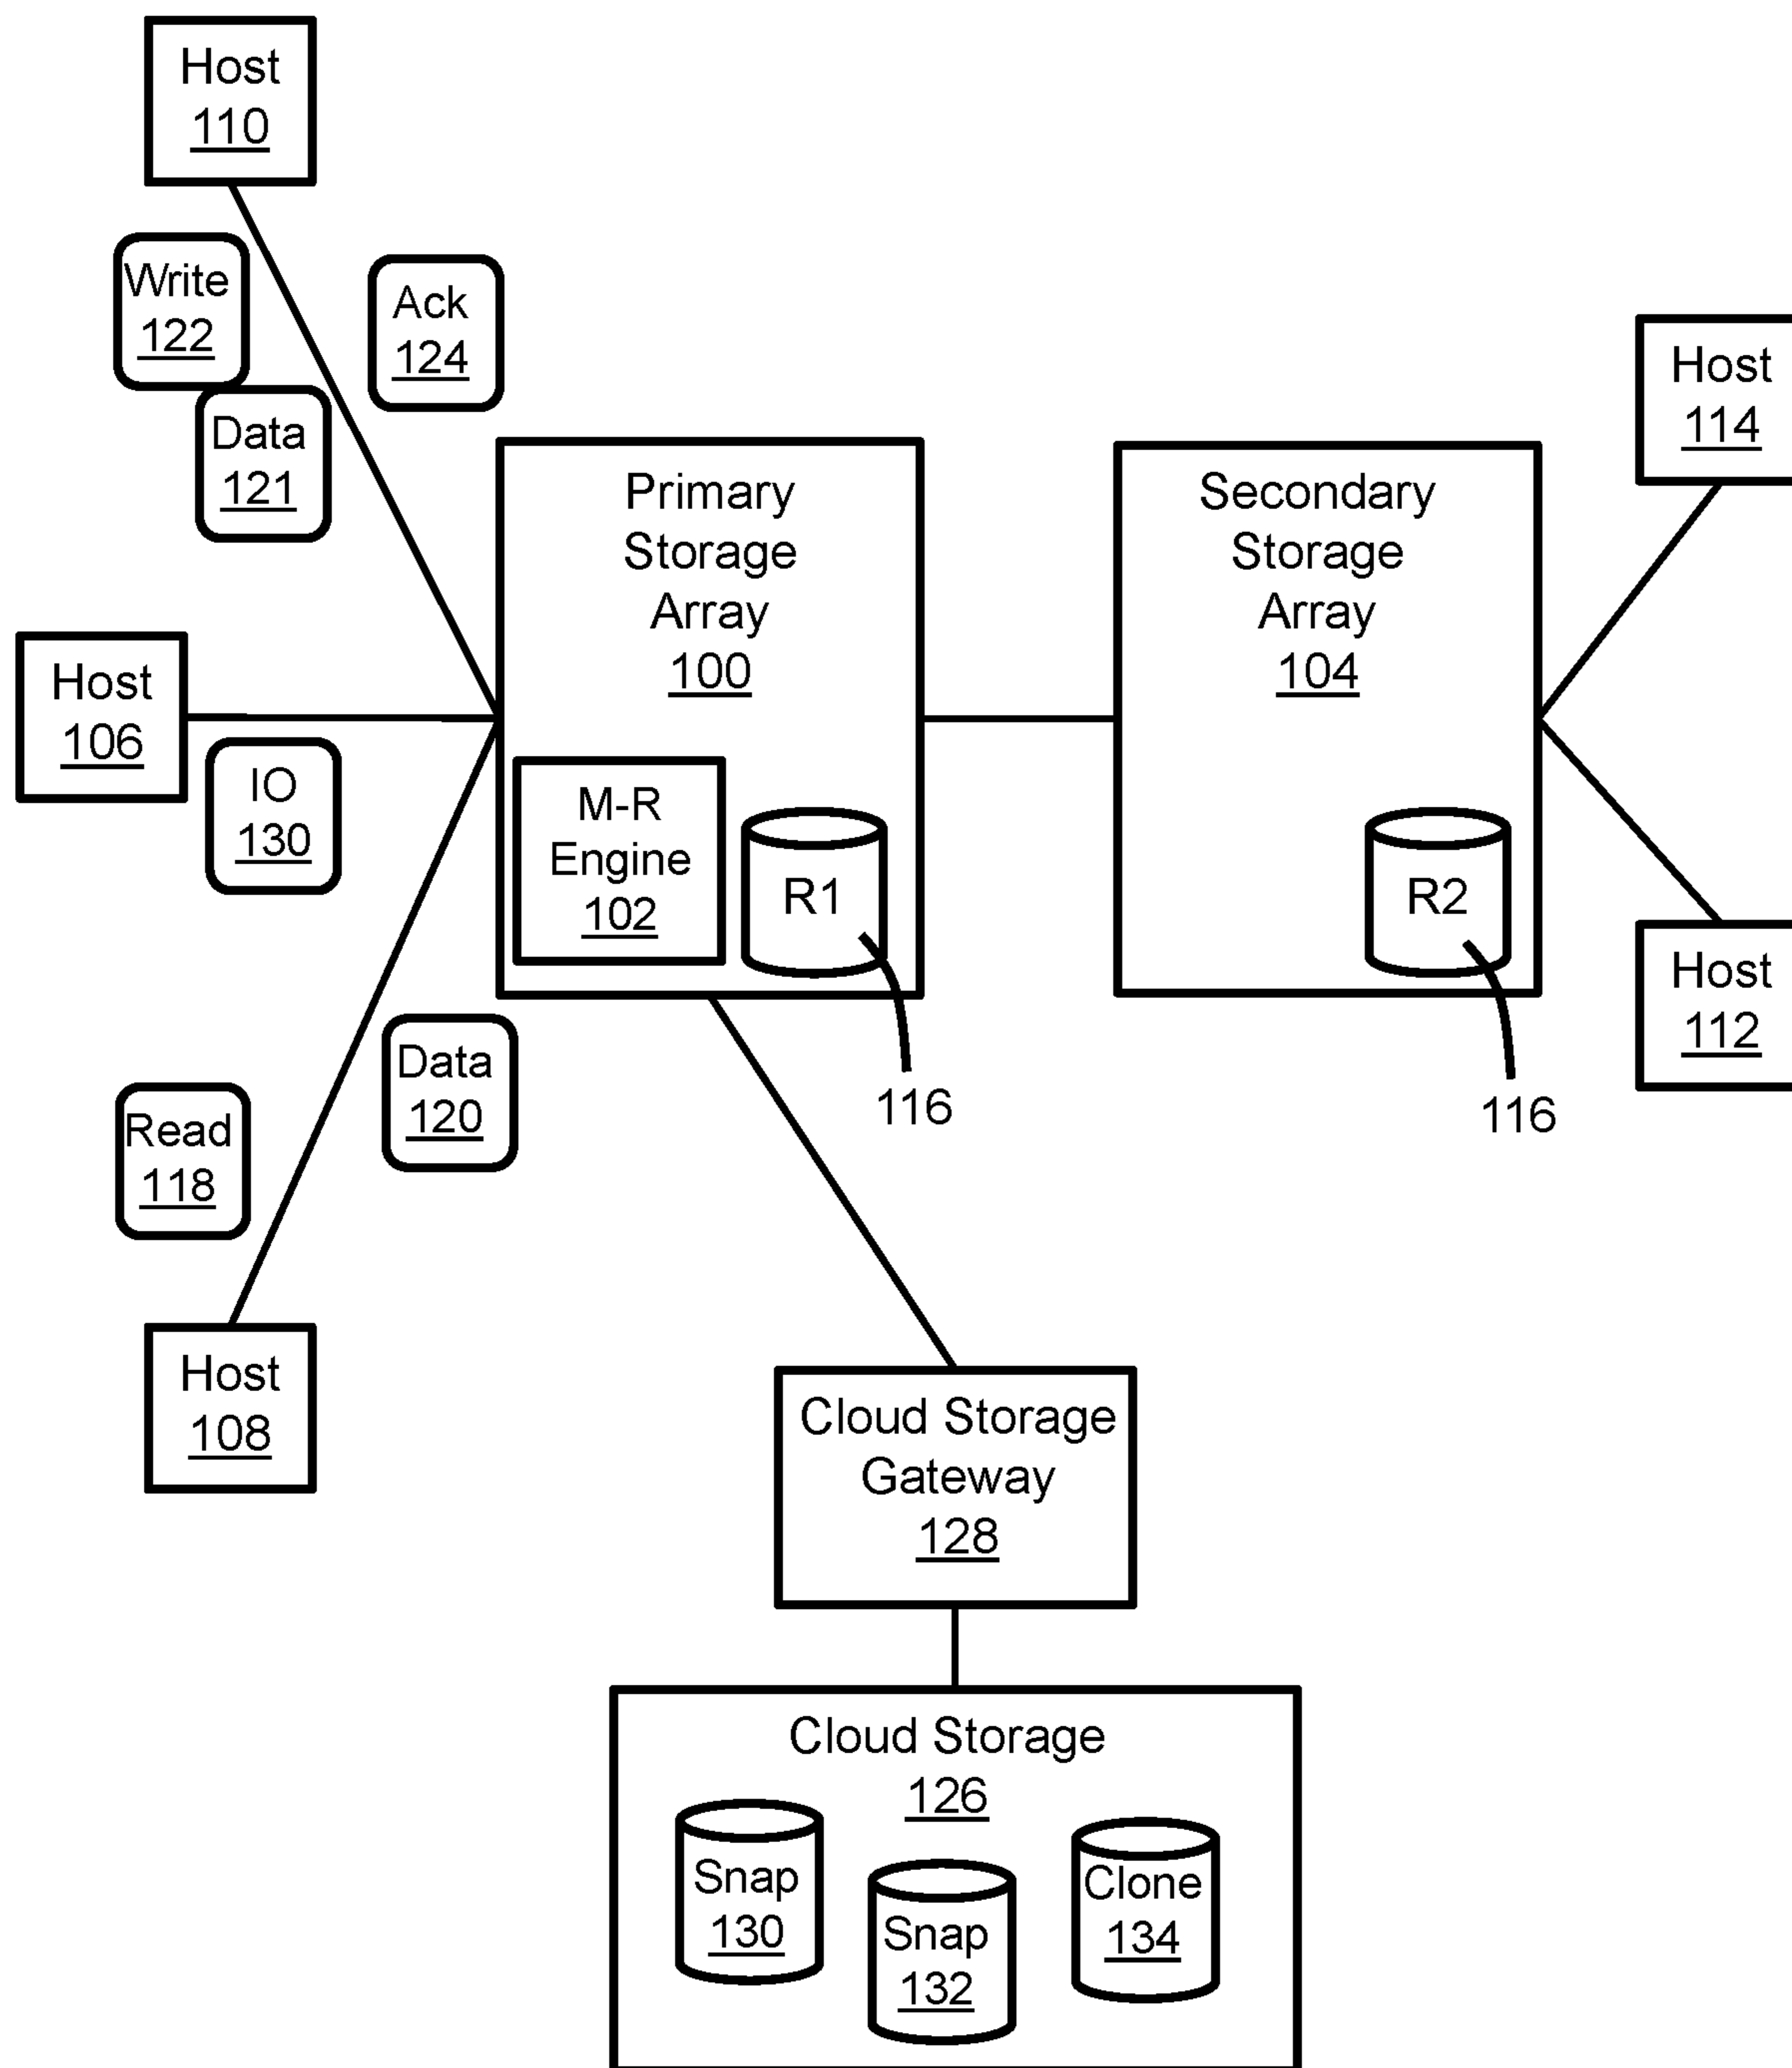 Host
110
Write
122
Ack
124
Data
121
Host
114
Primary
Storage
Array
100
Secondary
Storage
Array
104
Host
106
IO
130
M-R
Engine
102
R1
R2
Host
112
116
116
Data
120
Read
118
Host
108
Cloud Storage
Gateway
128
Cloud Storage
126
Snap
130
Snap
132
Clone
134